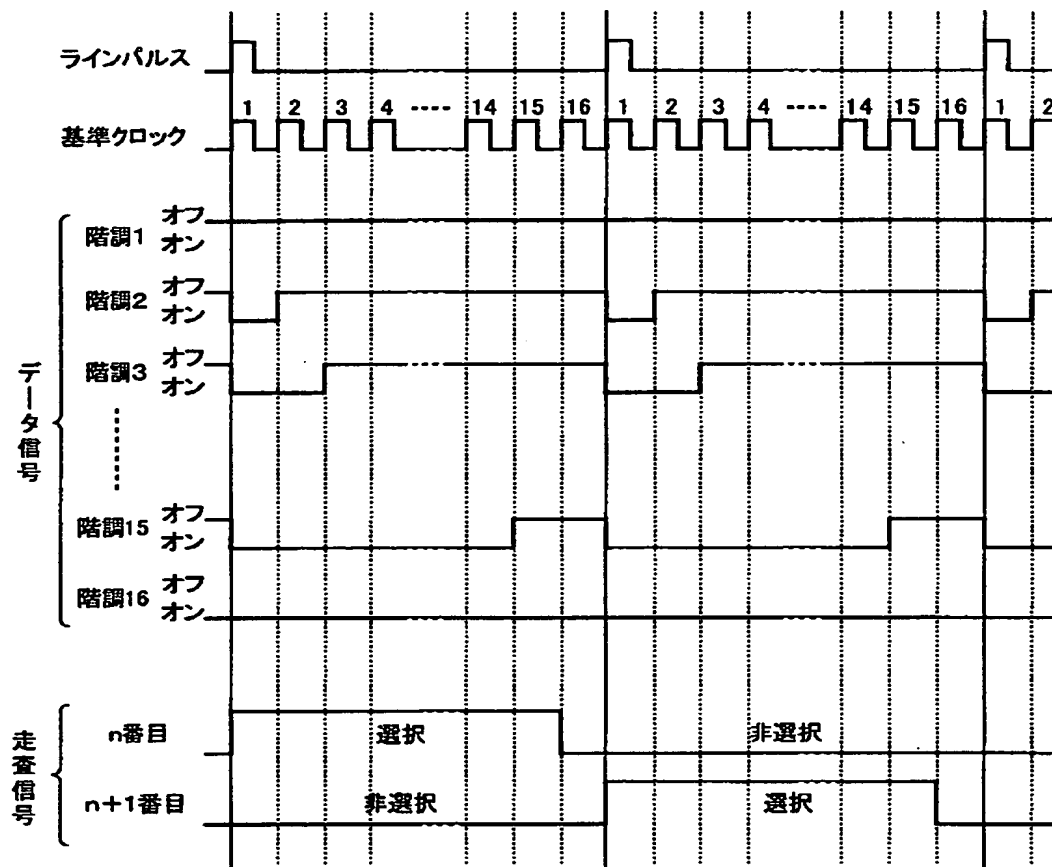 ラインパルス
1 2 3 4 ---- 14 15 16 1 2 3 4 ---- 14 15 16 1 2
基準クロック
データ信号
階調1 オフ オン
階調2 オフ オン
階調3 オフ オン
階調15 オフ オン
階調16 オフ オン
走査信号
n番目 選択 非選択
n+1番目 非選択 選択